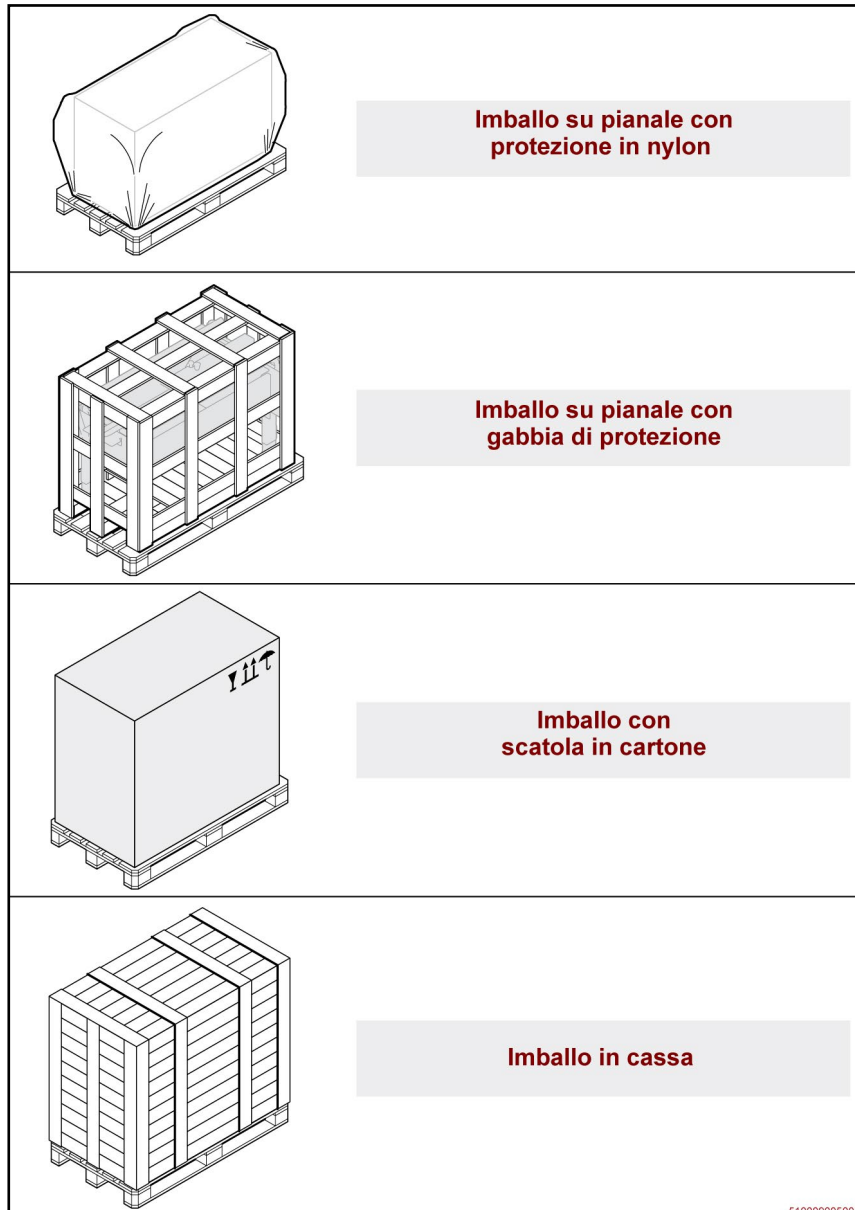 Imballo su pianale con
protezione in nylon
Imballo su pianale con
gabbia di protezione
Imballo con
scatola in cartone
Imballo in cassa